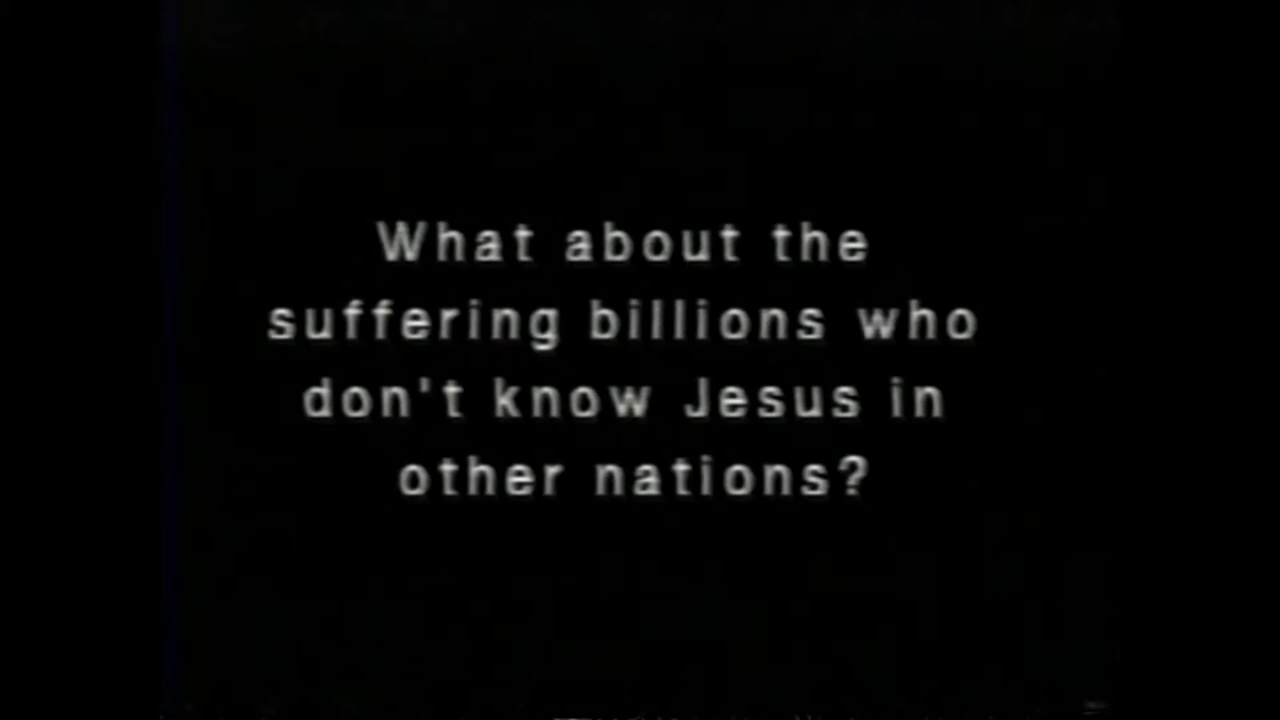 What about the
suffering billions who
don't know Jesus in
other nations?